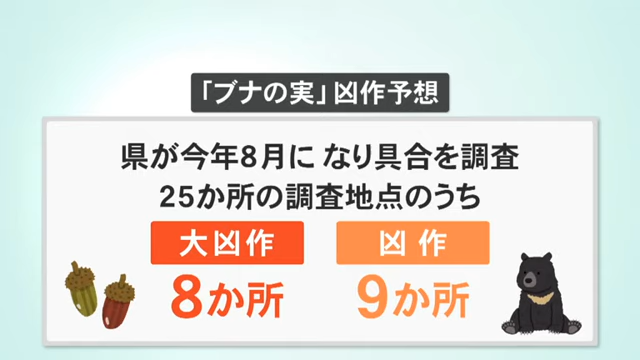 「ブナの実」凶作予想
県が今年8月に なり具合を調査
25か所の調査地点のうち
大凶作 凶作
8か所 9か所